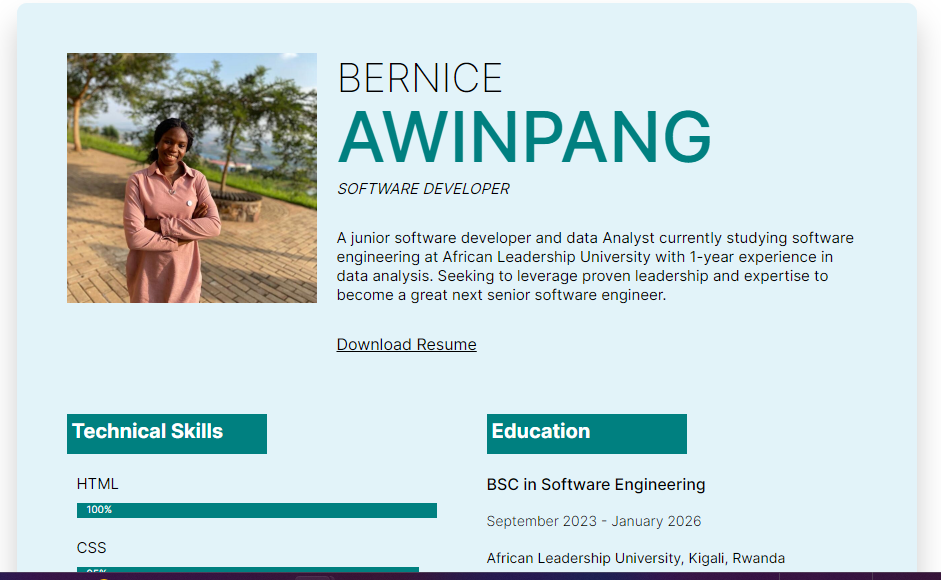 BERNICE
AWINPANG
SOFTWARE DEVELOPER
A junior software developer and data Analyst currently studying software
engineering at African Leadership University with 1-year experience in
data analysis. Seeking to leverage proven leadership and expertise to
become a great next senior software engineer.
Download Resume
Technical Skills
HTML
100%
CSS
Education
BSC in Software Engineering
September 2023 - January 2026
African Leadership University, Kigali, Rwanda